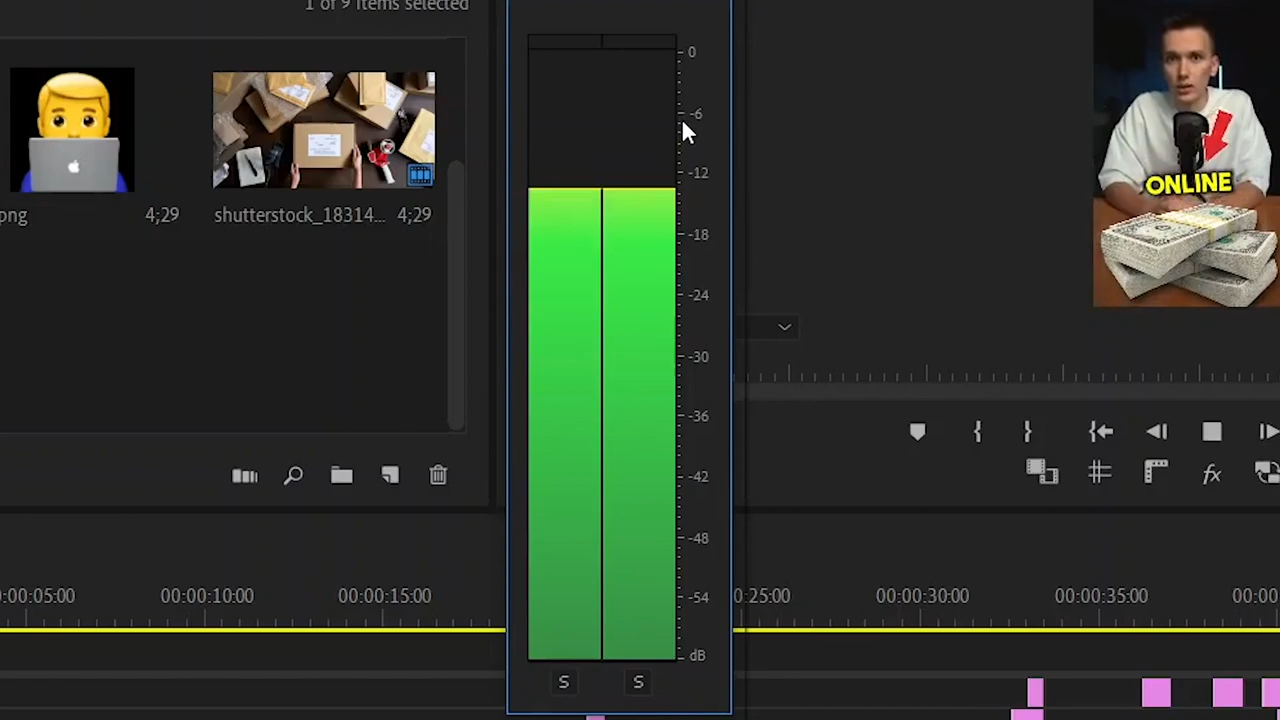 1 of 9 items selected
png 4;29
shutterstock_18314... 4;29
0
-6
-12
-18
-24
-30
-36
-42
-48
-54
dB
S S
ONLINE
fx
:00:05:00 00:00:10:00 00:00:15:00 0:25:00 00:00:30:00 00:00:35:00 00:00